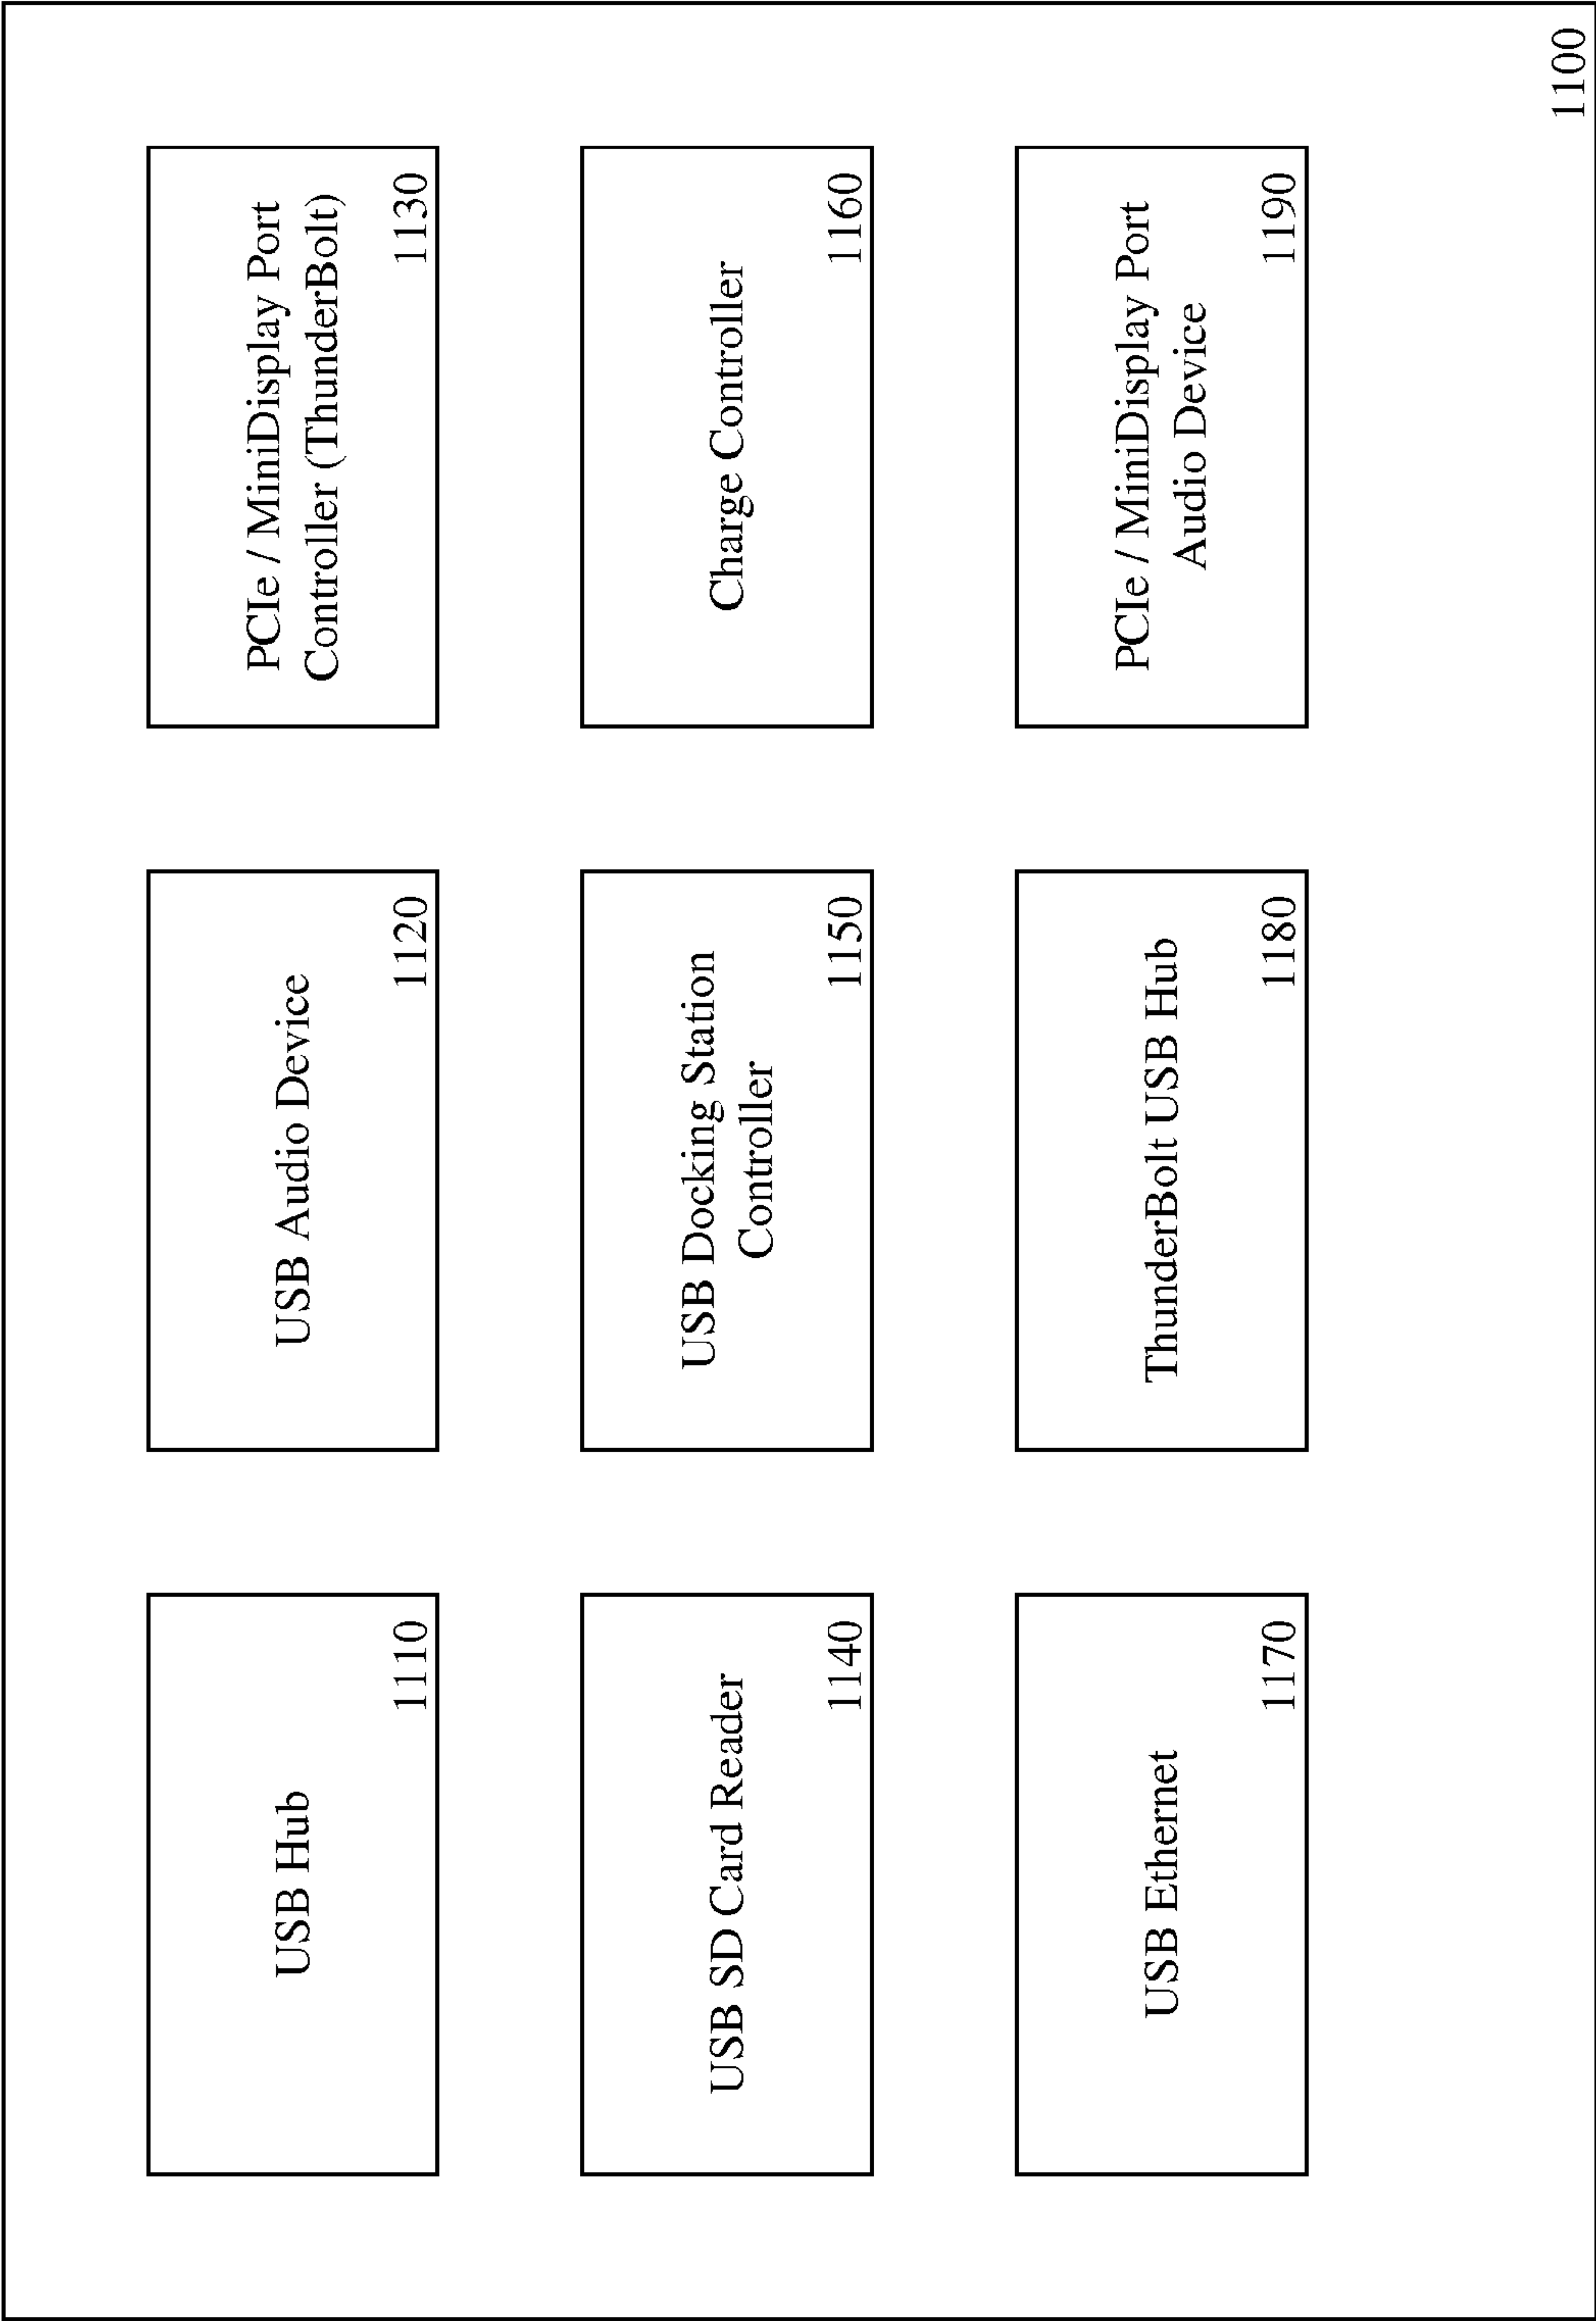 USB Hub
1110
USB Audio Device
1120
PCIe / MiniDisplay Port
Controller (ThunderBolt)
1130
USB SD Card Reader
1140
USB Docking Station
Controller
1150
Charge Controller
1160
USB Ethernet
1170
ThunderBolt USB Hub
1180
PCIe / MiniDisplay Port
Audio Device
1190
1100